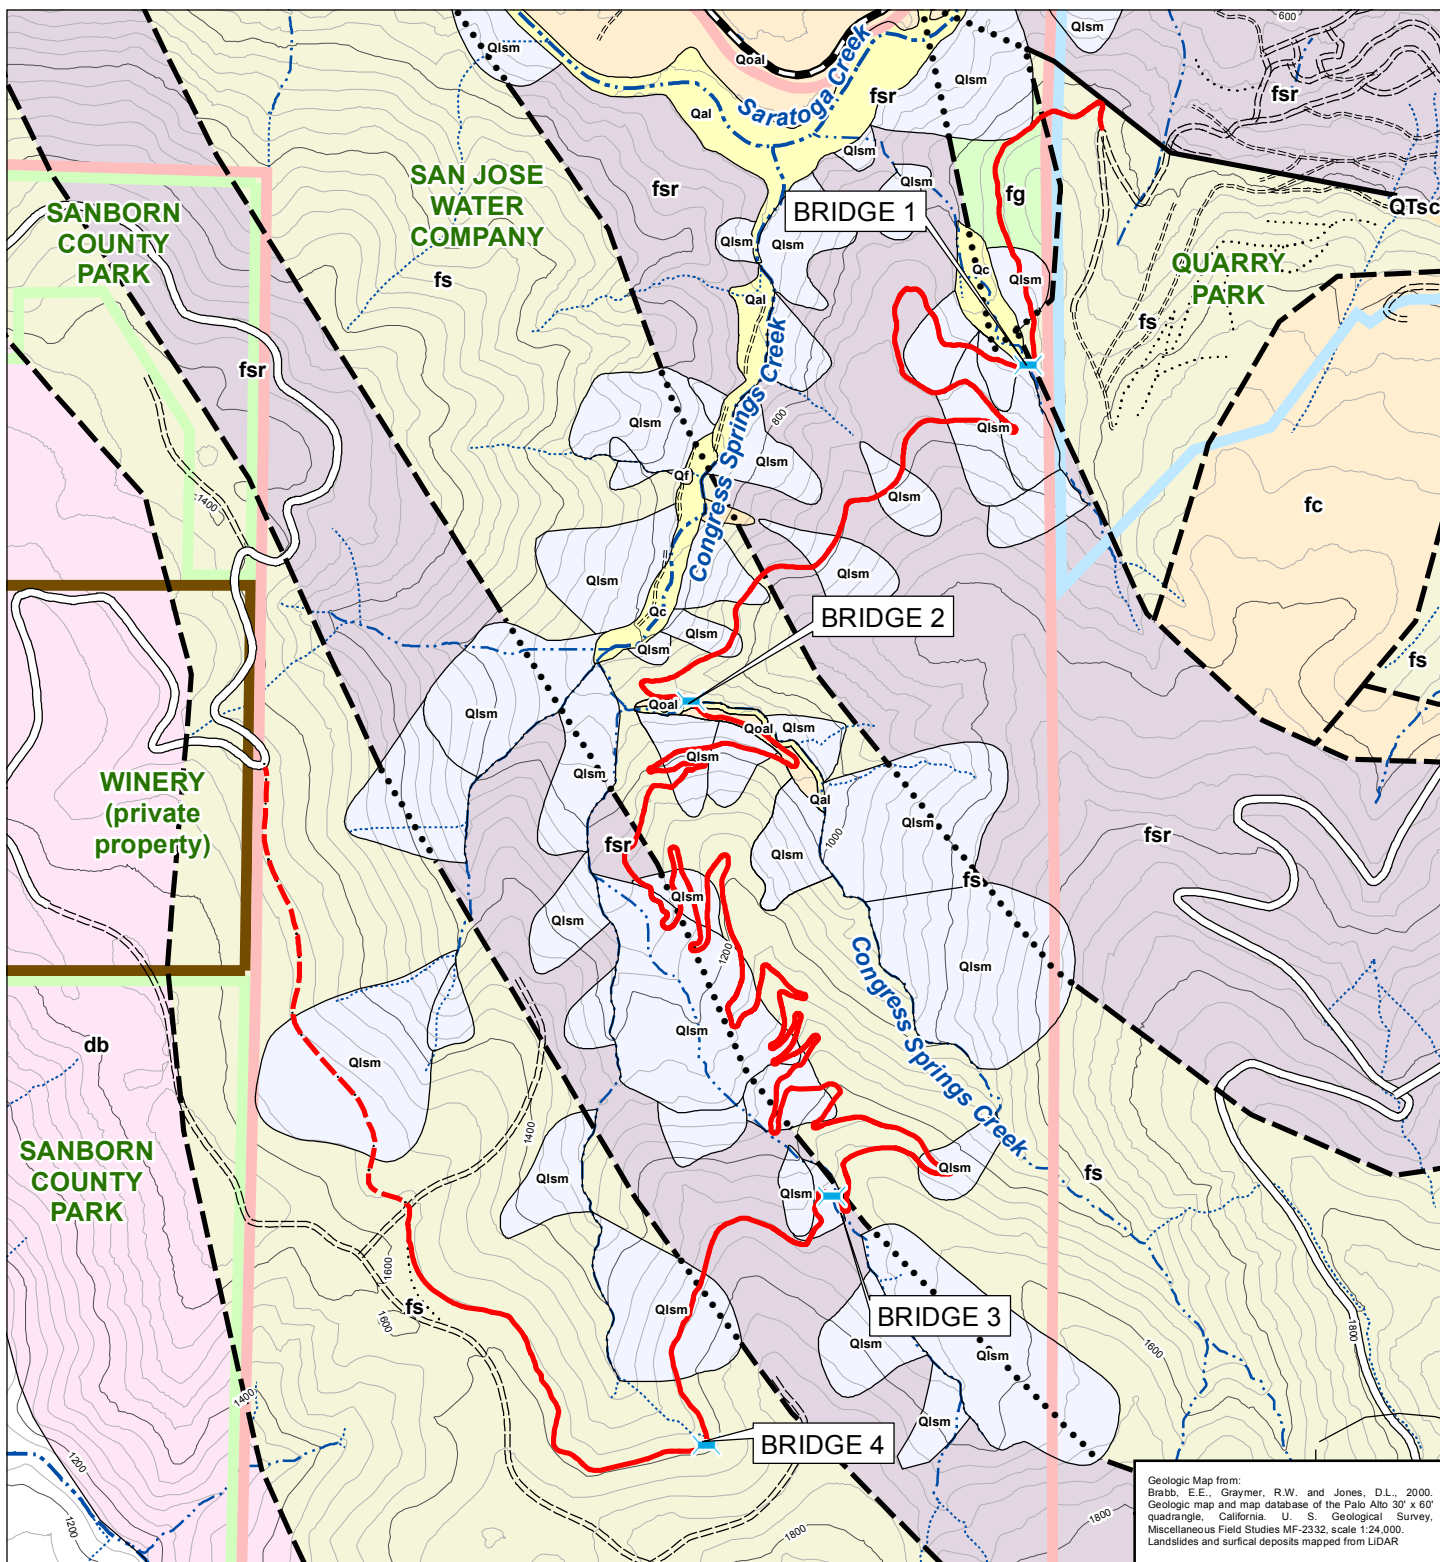 600
Qlsm
Qlsm
Qoal
Qlsm
fsr
fsr
Qal
Saratoga Creek
Qlsm
SAN JOSE
WATER
COMPANY
fsr
Qlsm
fg
BRIDGE 1
QTsc
SANBORN
COUNTY
PARK
Qlsm
Qlsm
QUARRY
PARK
fs
Qc
Qlsm
Qal
fs
fsr
Congress Springs Creek
800
Qlsm
Qlsm
Qlsm
Qf
Qlsm
1400
fc
Qlsm
Qlsm
Qc
BRIDGE 2
Qlsm
Qlsm
fs
Qlsm
Qoal
Qoal
Qlsm
Qlsm
Qlsm
WINERY
(private
property)
Qal
Qlsm
1000
fsr
fsr
Qlsm
fs
Qlsm
Qlsm
1200
Qlsm
Congress Springs Creek
Qlsm
db
Qlsm
1400
SANBORN
COUNTY
PARK
Qlsm
Qlsm
Qlsm
fs
1600
fs
1600
Qlsm
BRIDGE 3
Qlsm
Qlsm
1600
1800
1400
Qlsm
BRIDGE 4
1200
1200
1800
1800
Geologic Map from:
Brabb, E.E., Graymer, R.W. and Jones, D.L., 2000.
Geologic map and map database of the Palo Alto 30' x 60'
quadrangle, California. U. S. Geological Survey,
Miscellaneous Field Studies MF-2332, scale 1:24,000.
Landslides and surfical deposits mapped from LiDAR